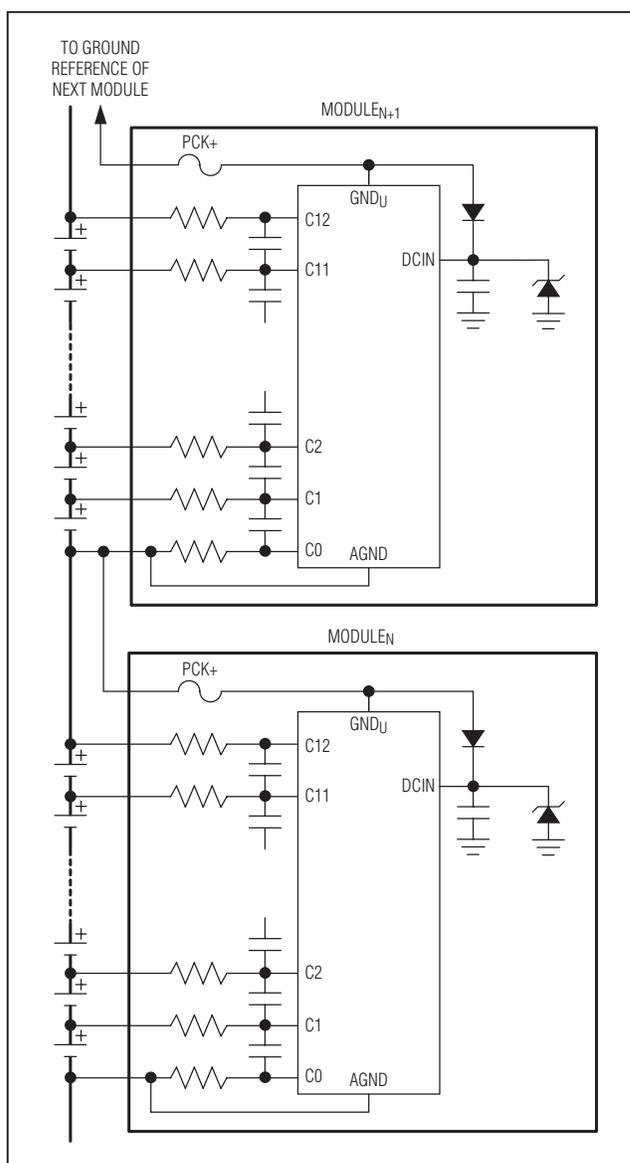 TO GROUND
REFERENCE OF
NEXT MODULE
MODULEN+1
PCK+
GNDU
C12
DCIN
C11
+
+
+
C2
+
C1
+
C0
AGND
MODULEN
PCK+
GNDU
C12
DCIN
C11
+
+
+
C2
+
C1
+
C0
AGND